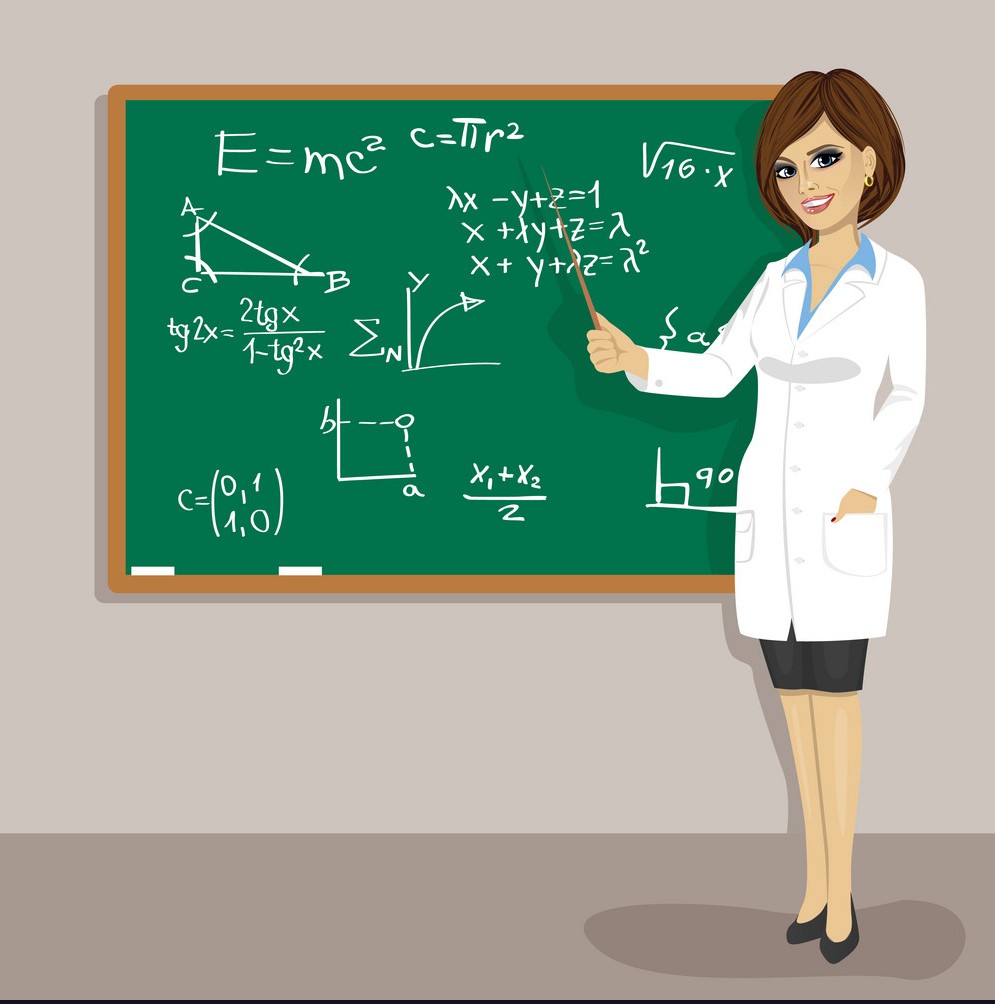 E=mc²
c=πr²
√16·x
λx -y+z=1
x +λy+z=λ
x + y+λz=λ²
A
C B
tg2x= 2tgx
1-tg²x
Σ N
Y
{ a
b
a
C=(0,1
1,0)
x₁+x₂
2
90